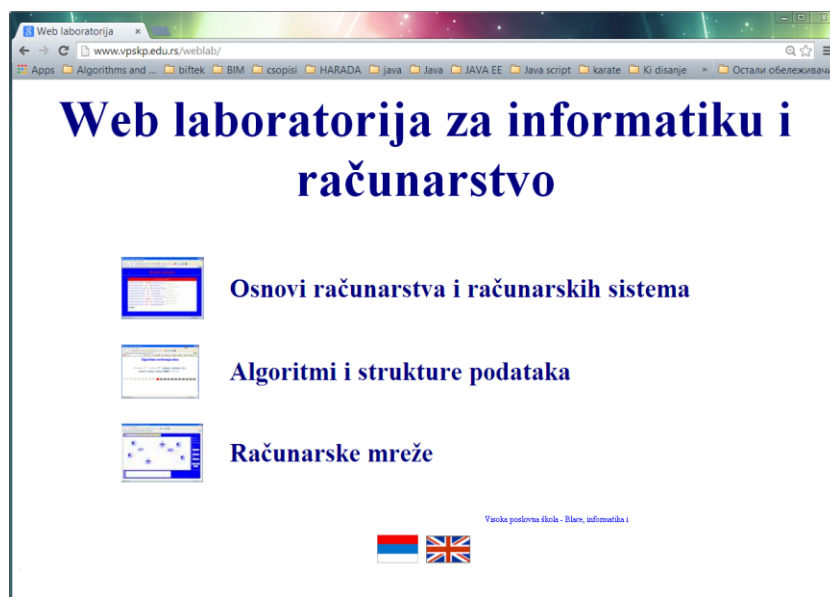 Web laboratorija
www.vpskp.edu.rs/weblab/
Apps Algorithms and ... biftek BIM csopisi HARADA java Java JAVA EE Java script karate Ki disanje » Остали обележивачи
Web laboratorija za informatiku i
računarstvo
Osnovi računarstva i računarskih sistema
Algoritmi i strukture podataka
Računarske mreže
Visoka poslovna škola - Blace, informatika i